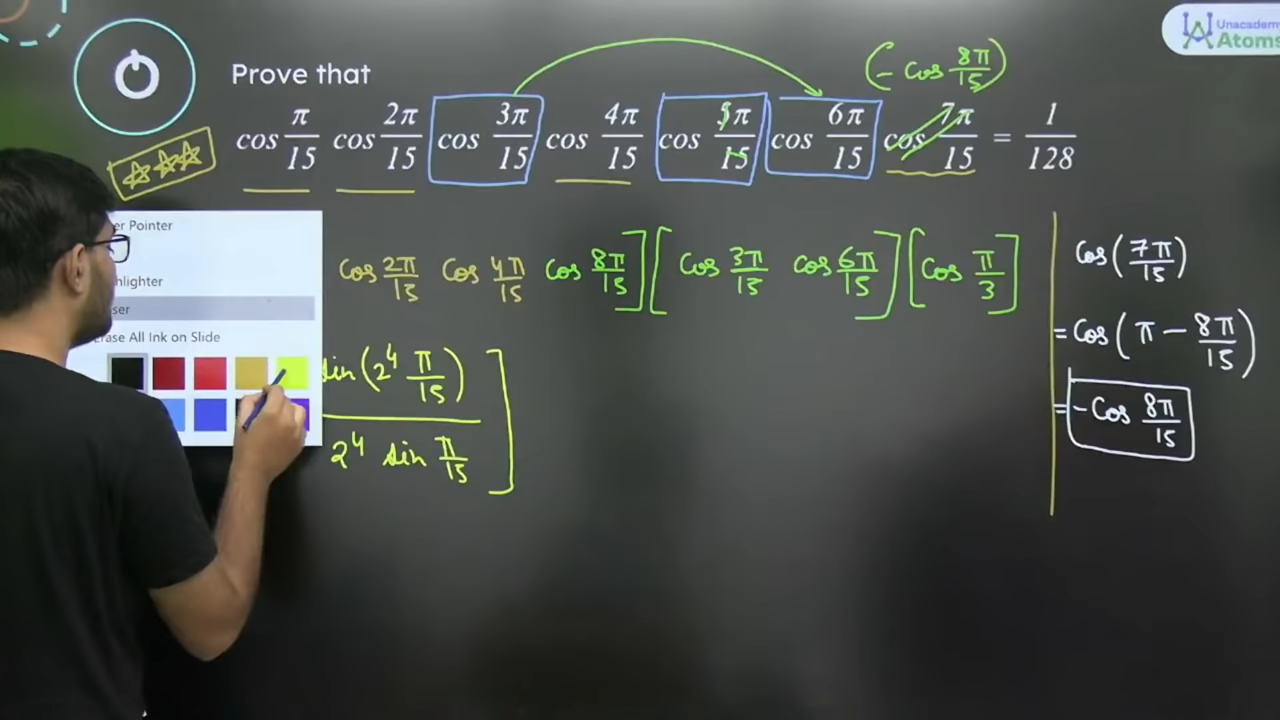 Unacademy
Atoms
Prove that
(- cos 8π/15)
cos π/15 cos 2π/15 cos 3π/15 cos 4π/15 cos 5π/15 cos 6π/15 cos 7π/15 = 1/128
er Pointer
hlighter
ser
rase All Ink on Slide
cos 2π/15 cos 4π/15 cos 8π/15] [cos 3π/15 cos 6π/15] [cos π/3]
sin(2⁴ π/15)
2⁴ sin π/15 ]
cos(7π/15)
= cos(π - 8π/15)
= -cos 8π/15